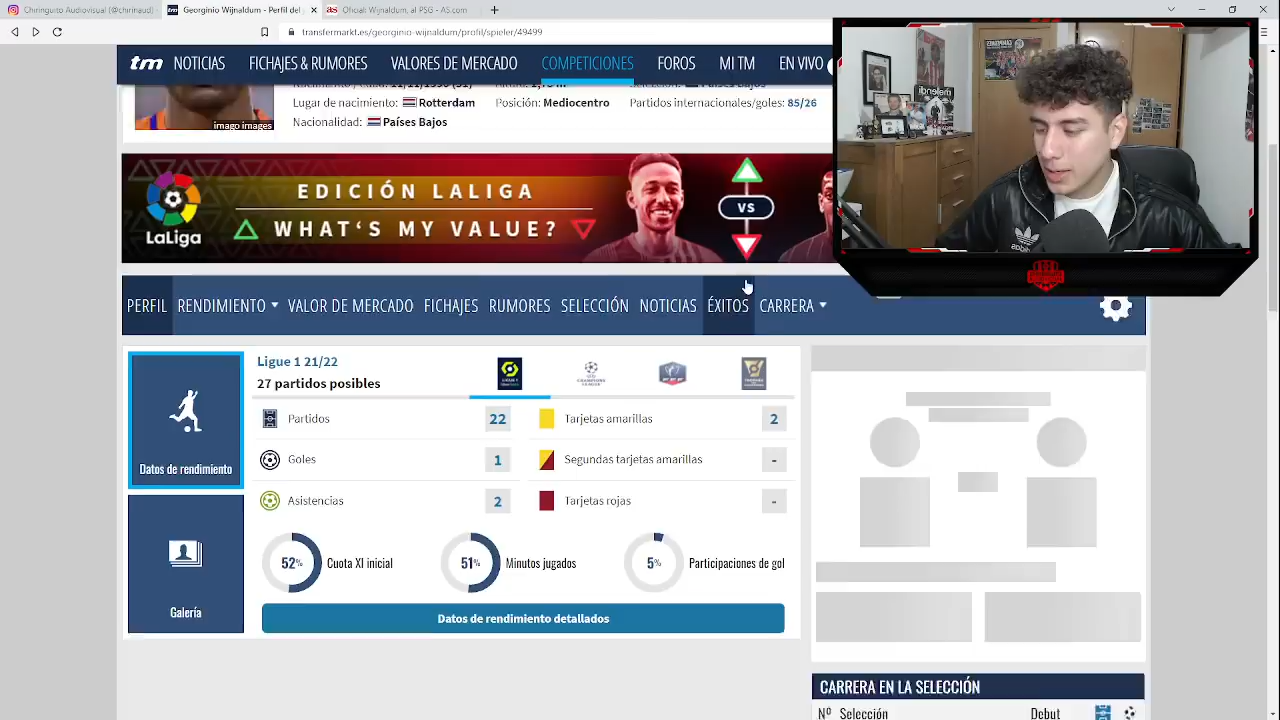 Chiringuto Audiovisual (@chirinaud)
Georginio Wijnaldum - Perfil del
Oficial: Wijnaldum, al PSG - AS.com
transfermarkt.es/georginio-wijnaldum/profil/spieler/49499
tm NOTICIAS FICHAJES & RUMORES VALORES DE MERCADO COMPETICIONES FOROS MI TM EN VIVO
Lugar de nacimiento: Rotterdam
Nacionalidad: Países Bajos
Posición: Mediocentro
Partidos internacionales/goles: 85/26
imago images
LaLiga
EDICIÓN LALIGA
WHAT'S MY VALUE?
VS
adidas
PERFIL RENDIMIENTO VALOR DE MERCADO FICHAJES RUMORES SELECCIÓN NOTICIAS ÉXITOS CARRERA
Datos de rendimiento
Galería
Ligue 1 21/22
27 partidos posibles
Partidos 22
Tarjetas amarillas 2
Goles 1
Segundas tarjetas amarillas -
Asistencias 2
Tarjetas rojas -
52% Cuota XI inicial
51% Minutos jugados
5% Participaciones de gol
Datos de rendimiento detallados
CARRERA EN LA SELECCIÓN
Nº Selección Debut